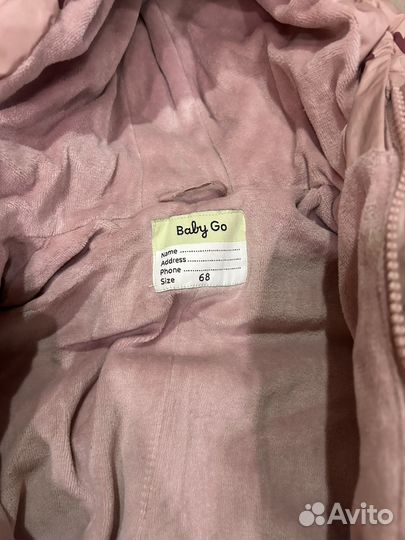 Baby Go
Name ..........................
Address ......................
Phone ..........................
Size 68
Avito